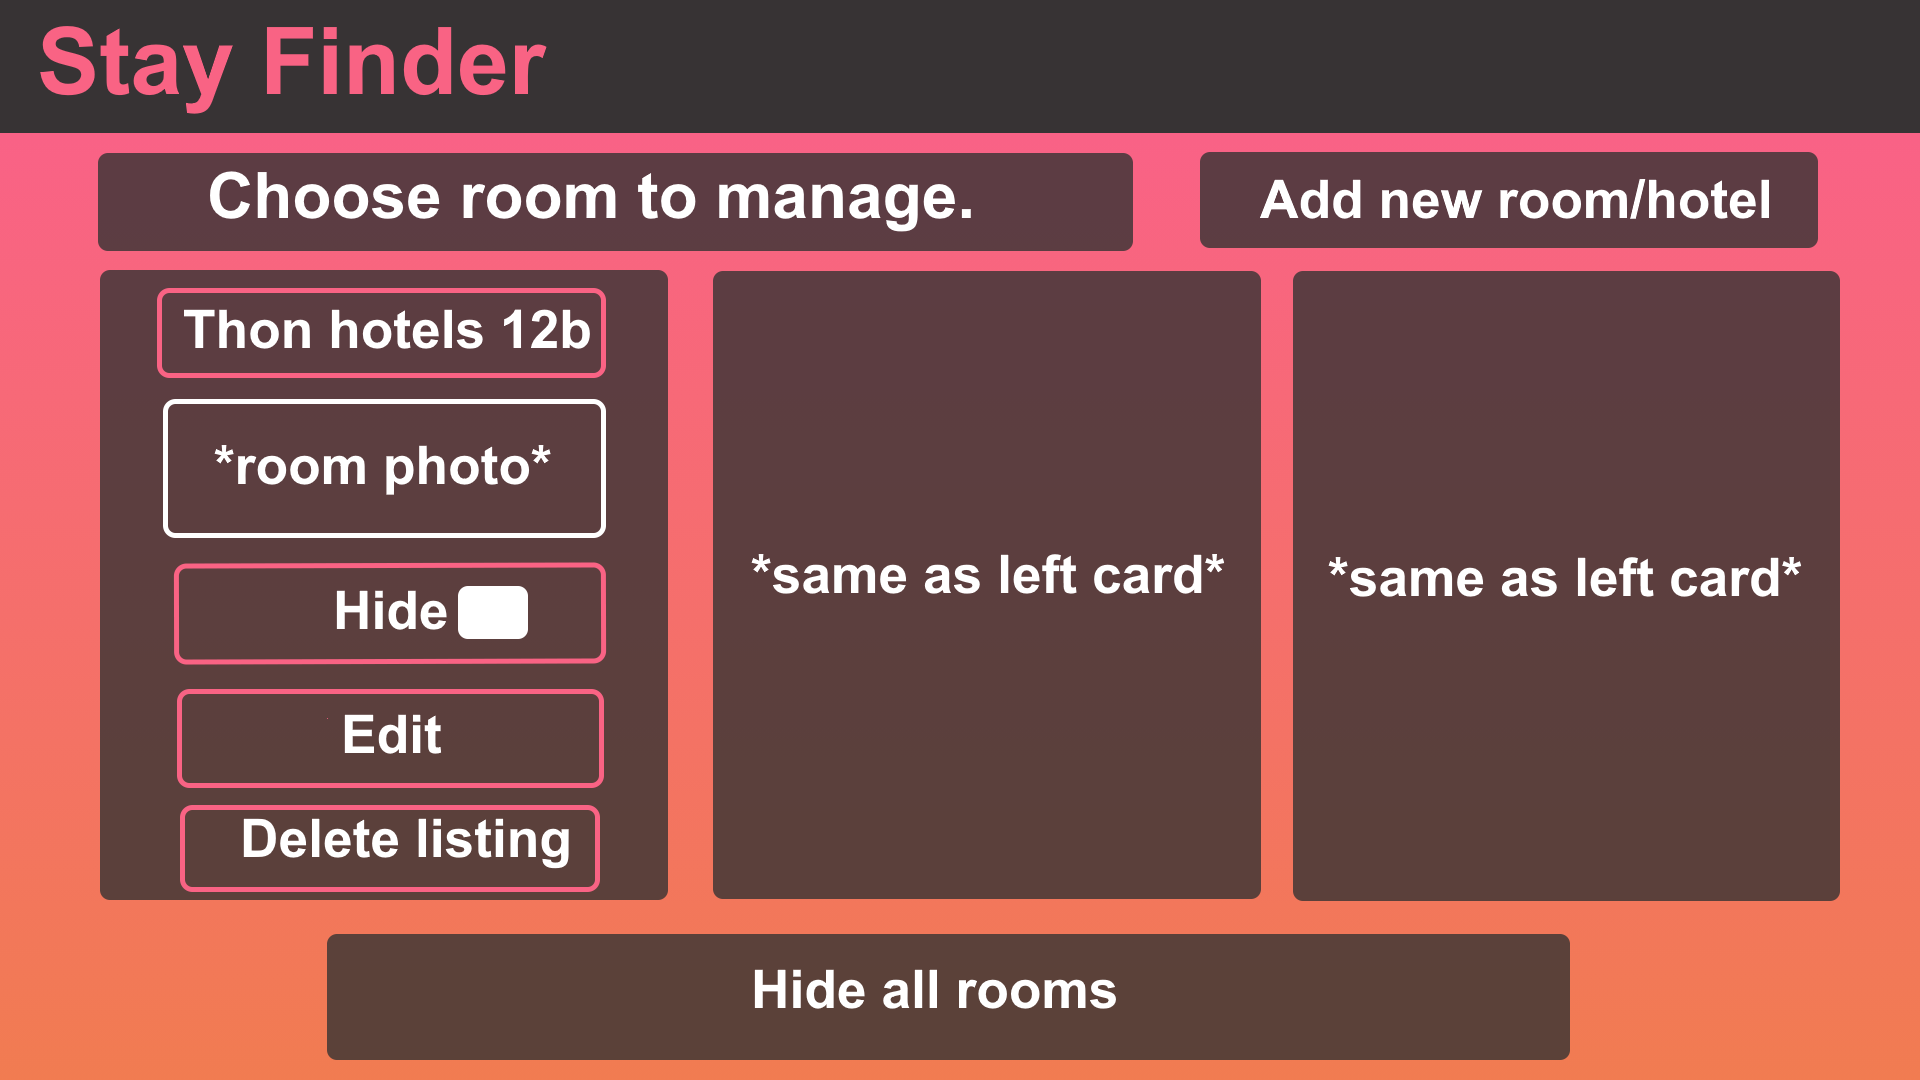 Stay Finder
Choose room to manage.
Add new room/hotel
Thon hotels 12b
*room photo*
Hide
Edit
Delete listing
*same as left card*
*same as left card*
Hide all rooms